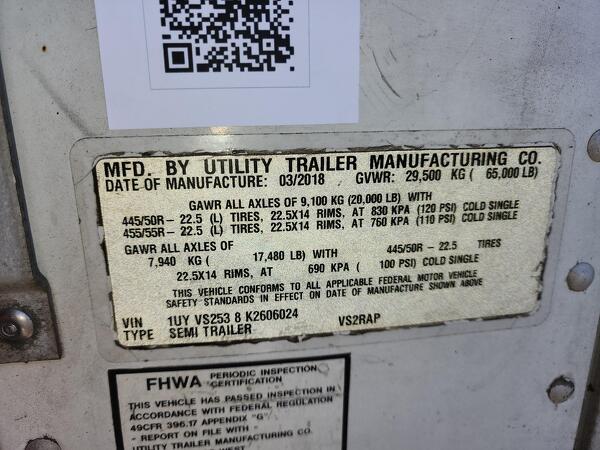 MFD. BY UTILITY TRAILER MANUFACTURING CO.
DATE OF MANUFACTURE: 03/2018 GVWR: 29,500 KG ( 65,000 LB)
GAWR ALL AXLES OF 9,100 KG (20,000 LB) WITH
445/50R- 22.5 (L) TIRES, 22.5X14 RIMS, AT 830 KPA (120 PSI) COLD SINGLE
455/55R- 22.5 (L) TIRES, 22.5X14 RIMS, AT 760 KPA (110 PSI) COLD SINGLE
GAWR ALL AXLES OF
7,940 KG ( 17,480 LB) WITH 445/50R - 22.5 TIRES
22.5X14 RIMS, AT 690 KPA ( 100 PSI) COLD SINGLE
THIS VEHICLE CONFORMS TO ALL APPLICABLE FEDERAL MOTOR VEHICLE
SAFETY STANDARDS IN EFFECT ON DATE OF MANUFACTURE SHOWN ABOVE
VIN 1UY VS253 8 K2606024
TYPE SEMI TRAILER VS2RAP
FHWA PERIODIC INSPECTION
CERTIFICATION
THIS VEHICLE HAS PASSED INSPECTION IN
ACCORDANCE WITH FEDERAL REGULATION
49CFR 396.17 APPENDIX "G"
- REPORT ON FILE WITH -
UTILITY TRAILER MANUFACTURING CO.
WEST